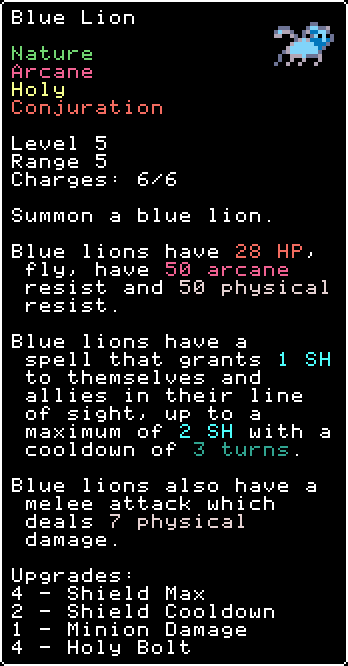 Blue Lion
Nature
Arcane
Holy
Conjuration
Level 5
Range 5
Charges: 6/6
Summon a blue lion.
Blue lions have 28 HP,
fly, have 50 arcane
resist and 50 physical
resist.
Blue lions have a
spell that grants 1 SH
to themselves and
allies in their line
of sight, up to a
maximum of 2 SH with a
cooldown of 3 turns.
Blue lions also have a
melee attack which
deals 7 physical
damage.
Upgrades:
4 - Shield Max
2 - Shield Cooldown
1 - Minion Damage
4 - Holy Bolt